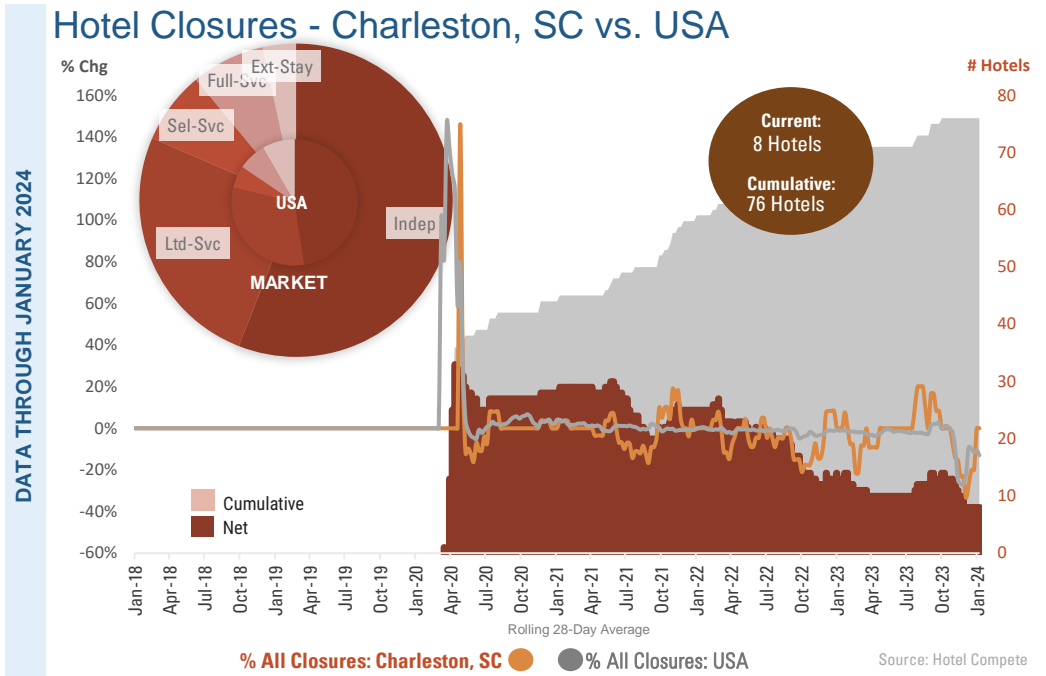 Hotel Closures - Charleston, SC vs. USA
DATA THROUGH JANUARY 2024
% Chg
# Hotels
160%
140%
120%
100%
80%
60%
40%
20%
0%
-20%
-40%
-60%
80
70
60
50
40
30
20
10
0
Ext-Stay
Full-Svc
Sel-Svc
Ltd-Svc
Indep
USA
MARKET
Current:
8 Hotels
Cumulative:
76 Hotels
Cumulative
Net
Jan-18
Apr-18
Jul-18
Oct-18
Jan-19
Apr-19
Jul-19
Oct-19
Jan-20
Apr-20
Jul-20
Oct-20
Jan-21
Apr-21
Jul-21
Oct-21
Jan-22
Apr-22
Jul-22
Oct-22
Jan-23
Apr-23
Jul-23
Oct-23
Jan-24
Rolling 28-Day Average
% All Closures: Charleston, SC
% All Closures: USA
Source: Hotel Compete